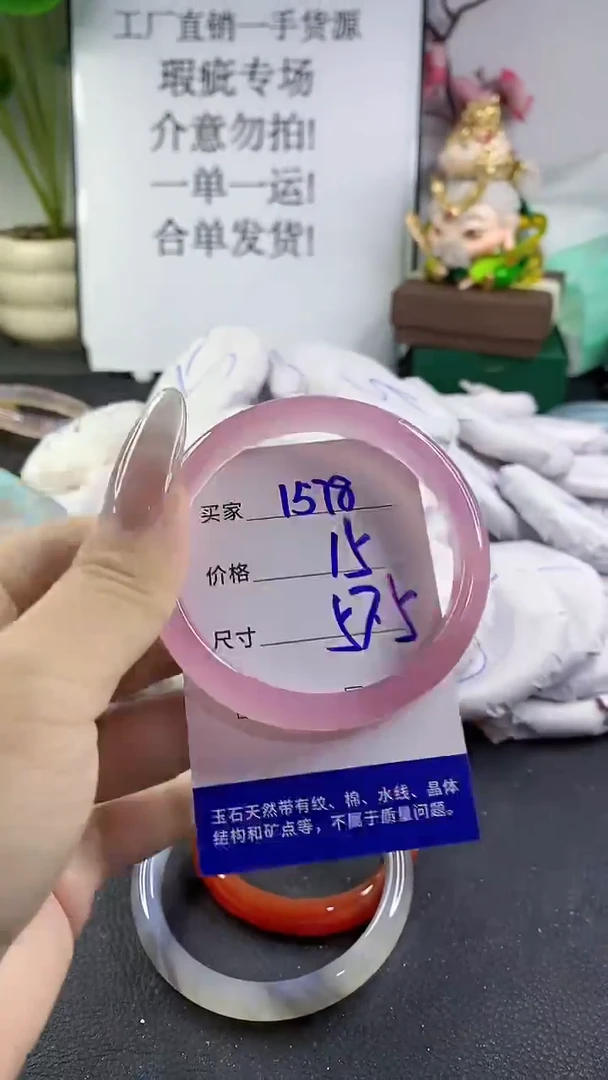 工厂直销一手货源
瑕疵专场
介意勿拍!
一单一运!
合单发货!
买家 1578
价格 15
尺寸 57.5
玉石天然带有纹、棉、水线、晶体
结构和矿点等，不属于质量问题。